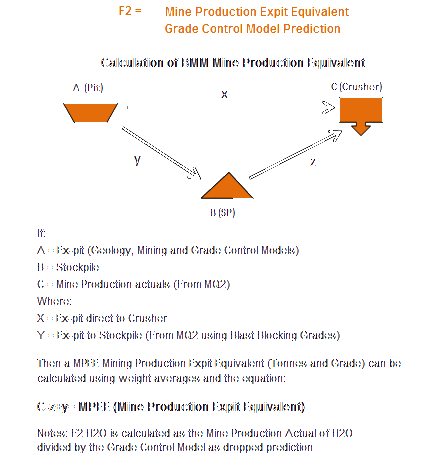 F2 = Mine Production Expit Equivalent
Grade Control Model Prediction
Calculation of BMM Mine Production Equivalent
A (Pit)
x
C (Crusher)
y
z
B (SP)
If:
A = Ex-pit (Geology, Mining and Grade Control Models)
B = Stockpile
C = Mine Production actuals (From MQ2)
Where:
X = Ex-pit direct to Crusher
Y = Ex-pit to Stockpile (From MQ2 using Blast Blocking Grades)
Then a MPEE Mining Production Expit Equivalent (Tonnes and Grade) can be
calculated using weight averages and the equation:
MPEE (Mine Production Expit Equivalent)
Notes: F2 H2O is calculated as the Mine Production Actual of H2O
divided by the Grade Control Model as dropped prediction